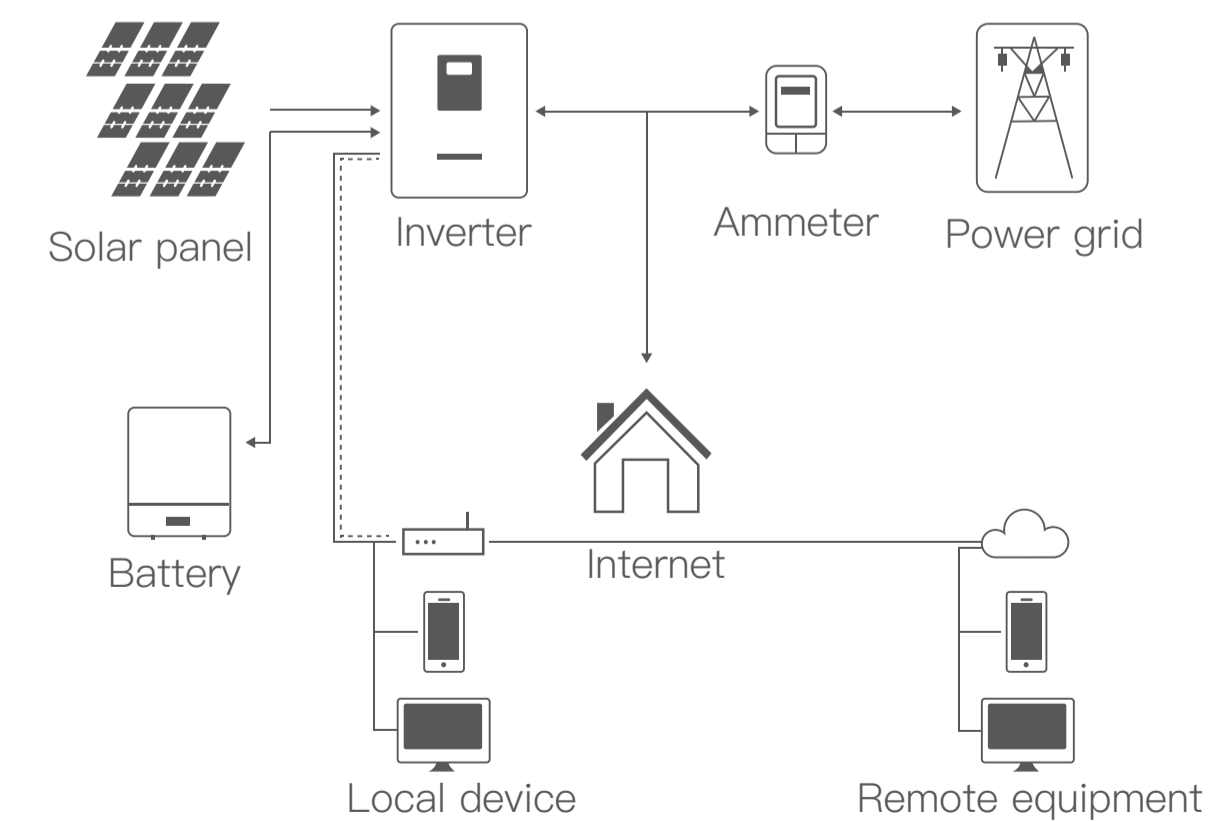 Solar panel
Inverter
Ammeter
Power grid
Battery
Internet
Local device
Remote equipment